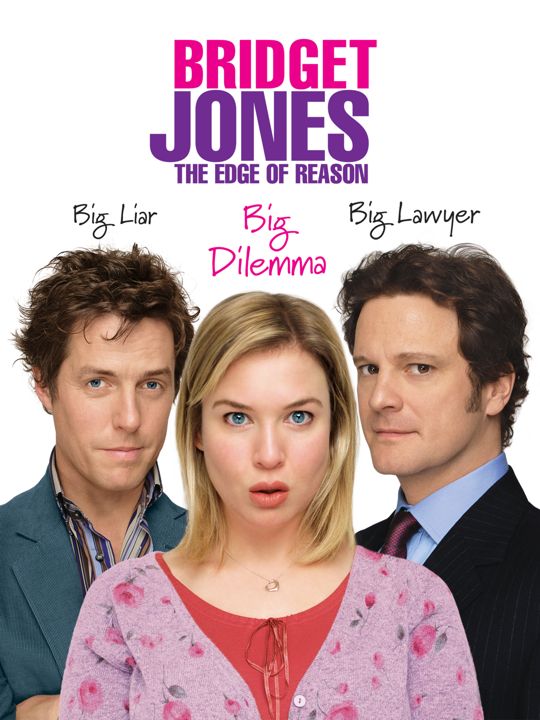 BRIDGET
JONES
THE EDGE OF REASON
Big Liar
Big
Dilemma
Big Lawyer